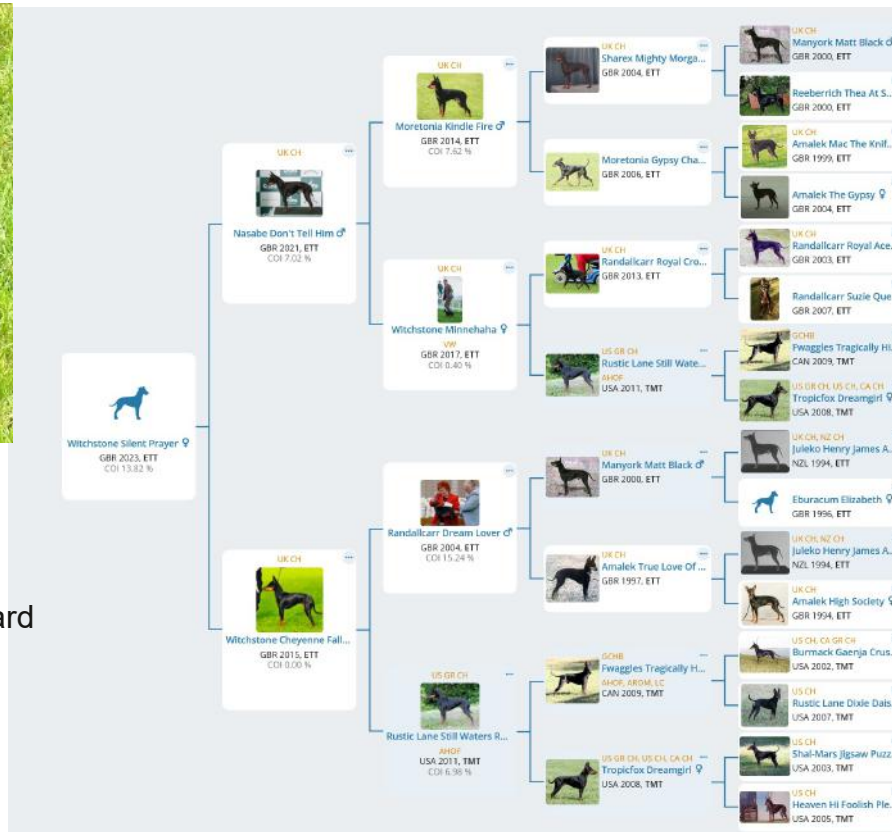 ard
Witchstone Silent Prayer ♀
GBR 2023, ETT
COI 13.82 %
UK CH
Nasabe Don't Tell Him ♂
GBR 2021, ETT
COI 7.02 %
UK CH
Witchstone Cheyenne Fall...
GBR 2015, ETT
COI 0.00 %
UK CH
Moretonia Kindle Fire ♂
GBR 2014, ETT
COI 7.62 %
UK CH
Witchstone Minnehaha ♀
VW
GBR 2017, ETT
COI 0.40 %
Randallcarr Dream Lover ♂
GBR 2004, ETT
COI 15.24 %
US GR CH
Rustic Lane Still Waters R...
AHOF
USA 2011, TMT
COI 6.98 %
UK CH
Sharex Mighty Morga...
GBR 2004, ETT
Moretonia Gypsy Cha...
GBR 2006, ETT
UK CH
Randallcarr Royal Cro...
GBR 2013, ETT
US GR CH
Rustic Lane Still Wate...
AHOF
USA 2011, TMT
UK CH
Manyork Matt Black ♂
GBR 2000, ETT
UK CH
Amalek True Love Of ...
GBR 1997, ETT
GCHB
Fwaggles Tragically H...
AHOF, AROM, LC
CAN 2009, TMT
US GR CH, US CH, CA CH
Tropicfox Dreamgirl ♀
USA 2008, TMT
UK CH
Manyork Matt Black ♂
GBR 2000, ETT
Reeberrich Thea At S...
GBR 2000, ETT
UK CH
Amalek Mac The Knif...
GBR 1999, ETT
Amalek The Gypsy ♀
GBR 2004, ETT
UK CH
Randallcarr Royal Ace
GBR 2003, ETT
Randallcarr Suzie Que
GBR 2007, ETT
GCHB
Fwaggles Tragically Hi
CAN 2009, TMT
US GR CH, US CH, CA CH
Tropicfox Dreamgirl ♀
USA 2008, TMT
UK CH, NZ CH
Juleko Henry James A..
NZL 1994, ETT
Eburacum Elizabeth ♀
GBR 1996, ETT
UK CH, NZ CH
Juleko Henry James A..
NZL 1994, ETT
UK CH
Amalek High Society ♀
GBR 1994, ETT
US CH, CA GR CH
Burmack Gaenja Crus
USA 2002, TMT
US CH
Rustic Lane Dixie Dais
USA 2007, TMT
US CH
Shal-Mars Jigsaw Puzz
USA 2003, TMT
US CH
Heaven Hi Foolish Ple.
USA 2005, TMT